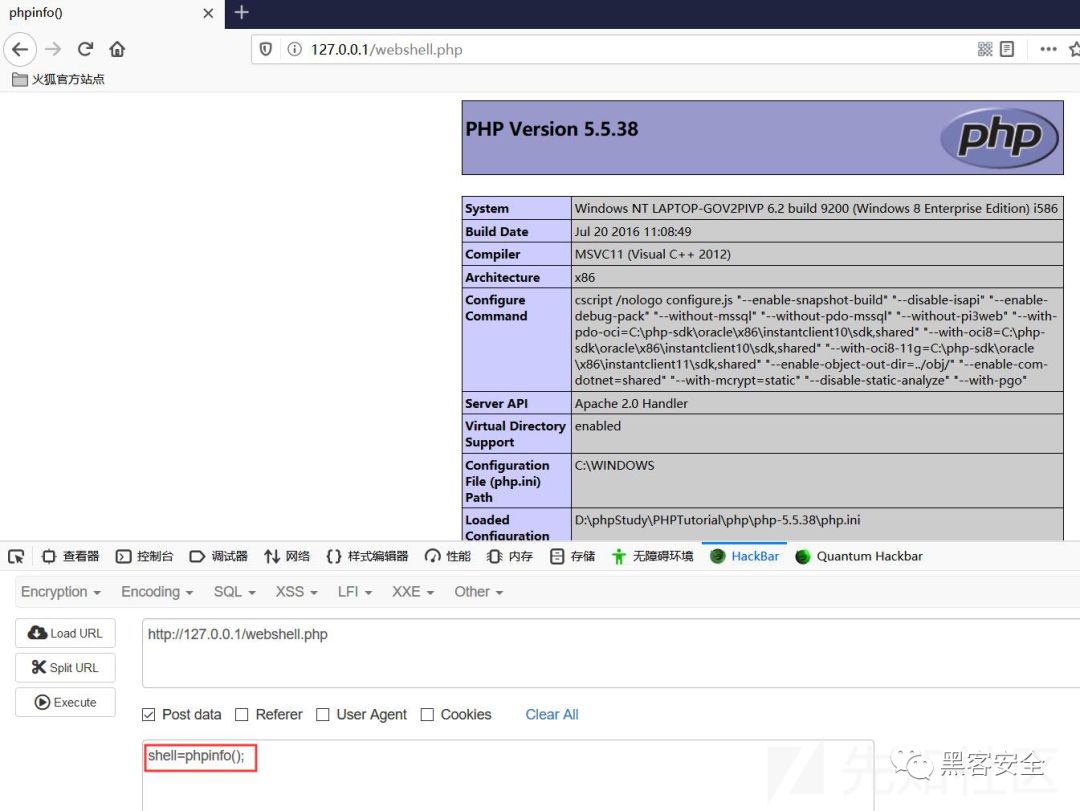 phpinfo()
127.0.0.1/webshell.php
火狐官方站点
PHP Version 5.5.38
php
System Windows NT LAPTOP-GOV2PIVP 6.2 build 9200 (Windows 8 Enterprise Edition) i586
Build Date Jul 20 2016 11:08:49
Compiler MSVC11 (Visual C++ 2012)
Architecture x86
Configure Command cscript /nologo configure.js "--enable-snapshot-build" "--disable-isapi" "--enable-
debug-pack" "--without-mssql" "--without-pdo-mssql" "--without-pi3web" "--with-
pdo-oci=C:\php-sdk\oracle\x86\instantclient10\sdk,shared" "--with-oci8=C:\php-
sdk\oracle\x86\instantclient10\sdk,shared" "--with-oci8-11g=C:\php-sdk\oracle
\x86\instantclient11\sdk,shared" "--enable-object-out-dir=../obj/" "--enable-com-
dotnet=shared" "--with-mcrypt=static" "--disable-static-analyze" "--with-pgo"
Server API Apache 2.0 Handler
Virtual Directory Support enabled
Configuration File (php.ini) Path C:\WINDOWS
Loaded Configuration D:\phpStudy\PHPTutorial\php\php-5.5.38\php.ini
查看器 控制台 调试器 网络 样式编辑器 性能 内存 存储 无障碍环境 HackBar Quantum Hackbar
Encryption Encoding SQL XSS LFI XXE Other
Load URL http://127.0.0.1/webshell.php
Split URL
Execute
Post data Referer User Agent Cookies Clear All
shell=phpinfo();
先知社区
黑客安全